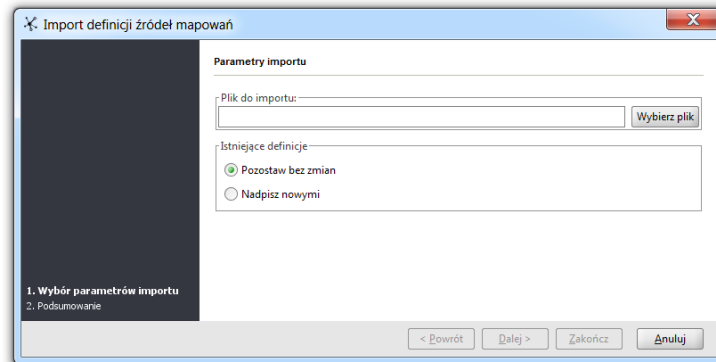 Import definicji źródeł mapowań
Parametry importu
Plik do importu:
Wybierz plik
Istniejące definicje
Pozostaw bez zmian
Nadpisz nowymi
1. Wybór parametrów importu
2. Podsumowanie
< Powrót Dalej > Zakończ Anuluj